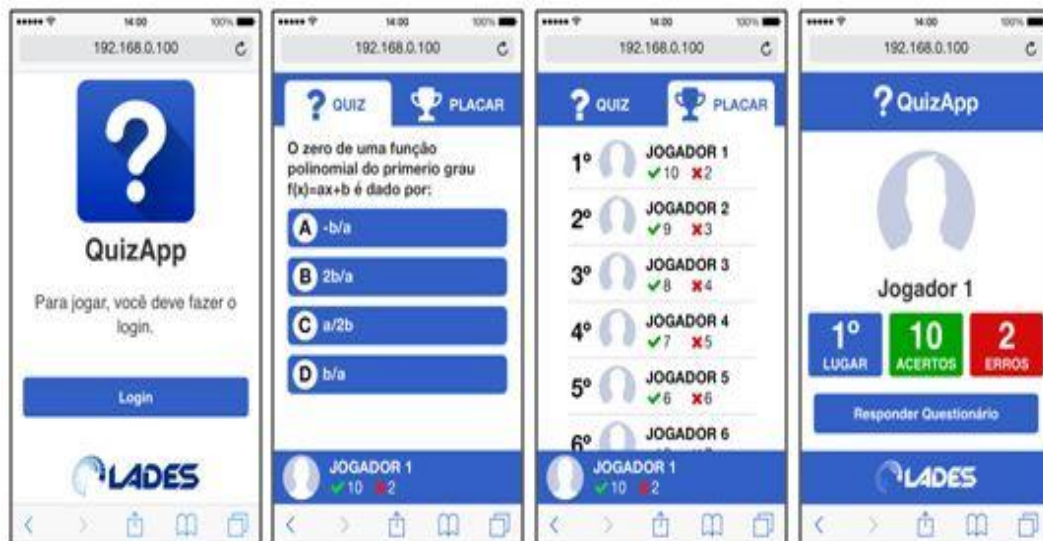 14:00 100%
192.168.0.100
?
QuizApp
Para jogar, você deve fazer o
login.
Login
LADES
14:00 100%
192.168.0.100
? QUIZ PLACAR
O zero de uma função
polinomial do primerio grau
f(x)=ax+b é dado por:
A -b/a
B 2b/a
C a/2b
D b/a
JOGADOR 1
✓10 ✗2
14:00 100%
192.168.0.100
? QUIZ PLACAR
1º JOGADOR 1
✓10 ✗2
2º JOGADOR 2
✓9 ✗3
3º JOGADOR 3
✓8 ✗4
4º JOGADOR 4
✓7 ✗5
5º JOGADOR 5
✓6 ✗6
6º JOGADOR 6
JOGADOR 1
✓10 ✗2
14:00 100%
192.168.0.100
? QuizApp
Jogador 1
1º 10 2
LUGAR ACERTOS ERROS
Responder Questionário
LADES